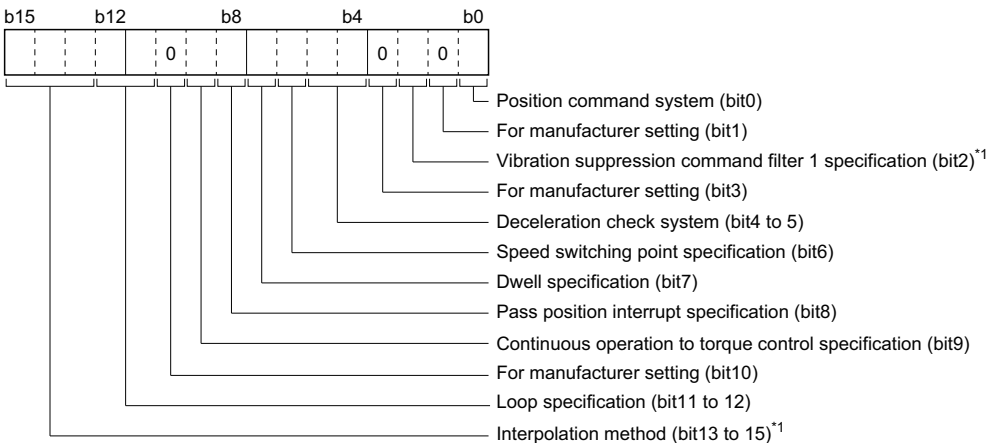 b15 b12 b8 b4 b0
0 0 0
Position command system (bit0)
For manufacturer setting (bit1)
Vibration suppression command filter 1 specification (bit2)*1
For manufacturer setting (bit3)
Deceleration check system (bit4 to 5)
Speed switching point specification (bit6)
Dwell specification (bit7)
Pass position interrupt specification (bit8)
Continuous operation to torque control specification (bit9)
For manufacturer setting (bit10)
Loop specification (bit11 to 12)
Interpolation method (bit13 to 15)*1